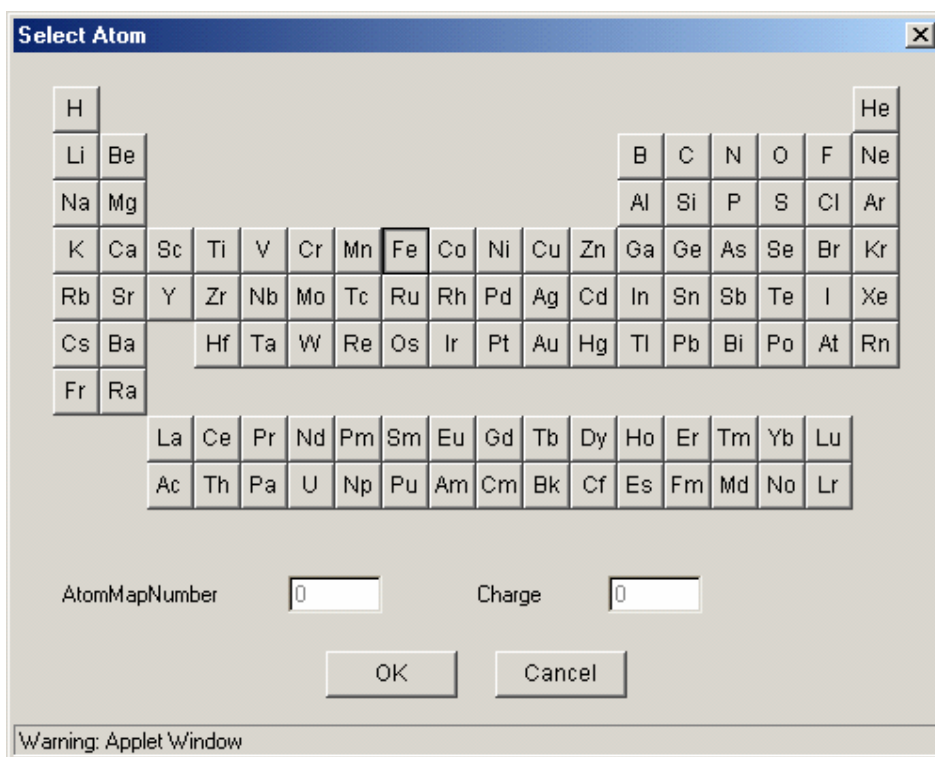 Select Atom
H He
Li Be B C N O F Ne
Na Mg Al Si P S Cl Ar
K Ca Sc Ti V Cr Mn Fe Co Ni Cu Zn Ga Ge As Se Br Kr
Rb Sr Y Zr Nb Mo Tc Ru Rh Pd Ag Cd In Sn Sb Te I Xe
Cs Ba Hf Ta W Re Os Ir Pt Au Hg Tl Pb Bi Po At Rn
Fr Ra
La Ce Pr Nd Pm Sm Eu Gd Tb Dy Ho Er Tm Yb Lu
Ac Th Pa U Np Pu Am Cm Bk Cf Es Fm Md No Lr
AtomMapNumber 0 Charge 0
OK Cancel
Warning: Applet Window